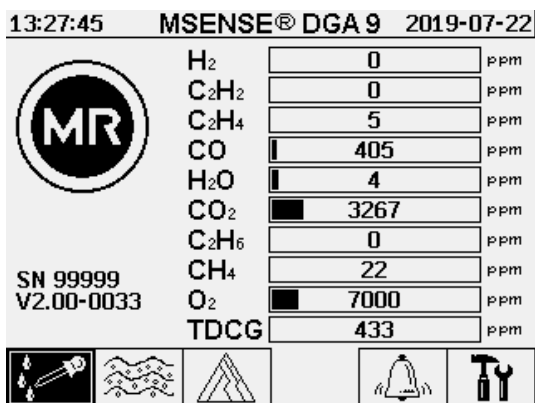 13:27:45 MSENSE® DGA 9 2019-07-22
H₂ 0 ppm
C₂H₂ 0 ppm
C₂H₄ 5 ppm
CO 405 ppm
H₂O 4 ppm
CO₂ 3267 ppm
C₂H₆ 0 ppm
CH₄ 22 ppm
O₂ 7000 ppm
TDCG 433 ppm
MR
SN 99999
V2.00-0033